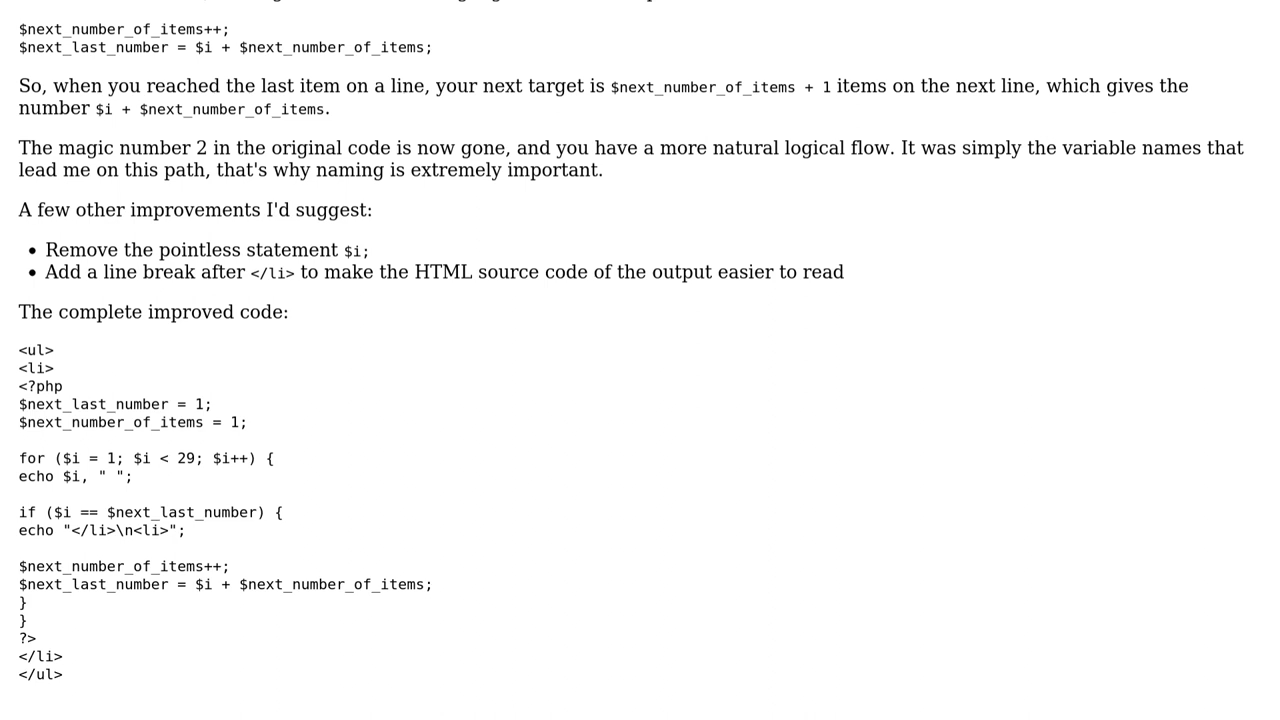 $next_number_of_items++;
$next_last_number = $i + $next_number_of_items;
So, when you reached the last item on a line, your next target is $next_number_of_items + 1 items on the next line, which gives the
number $i + $next_number_of_items.
The magic number 2 in the original code is now gone, and you have a more natural logical flow. It was simply the variable names that
lead me on this path, that's why naming is extremely important.
A few other improvements I'd suggest:
• Remove the pointless statement $i;
• Add a line break after </li> to make the HTML source code of the output easier to read
The complete improved code:
<ul>
<li>
<?php
$next_last_number = 1;
$next_number_of_items = 1;
for ($i = 1; $i < 29; $i++) {
echo $i, " ";
if ($i == $next_last_number) {
echo "</li>\n<li>";
$next_number_of_items++;
$next_last_number = $i + $next_number_of_items;
}
}
?>
</li>
</ul>